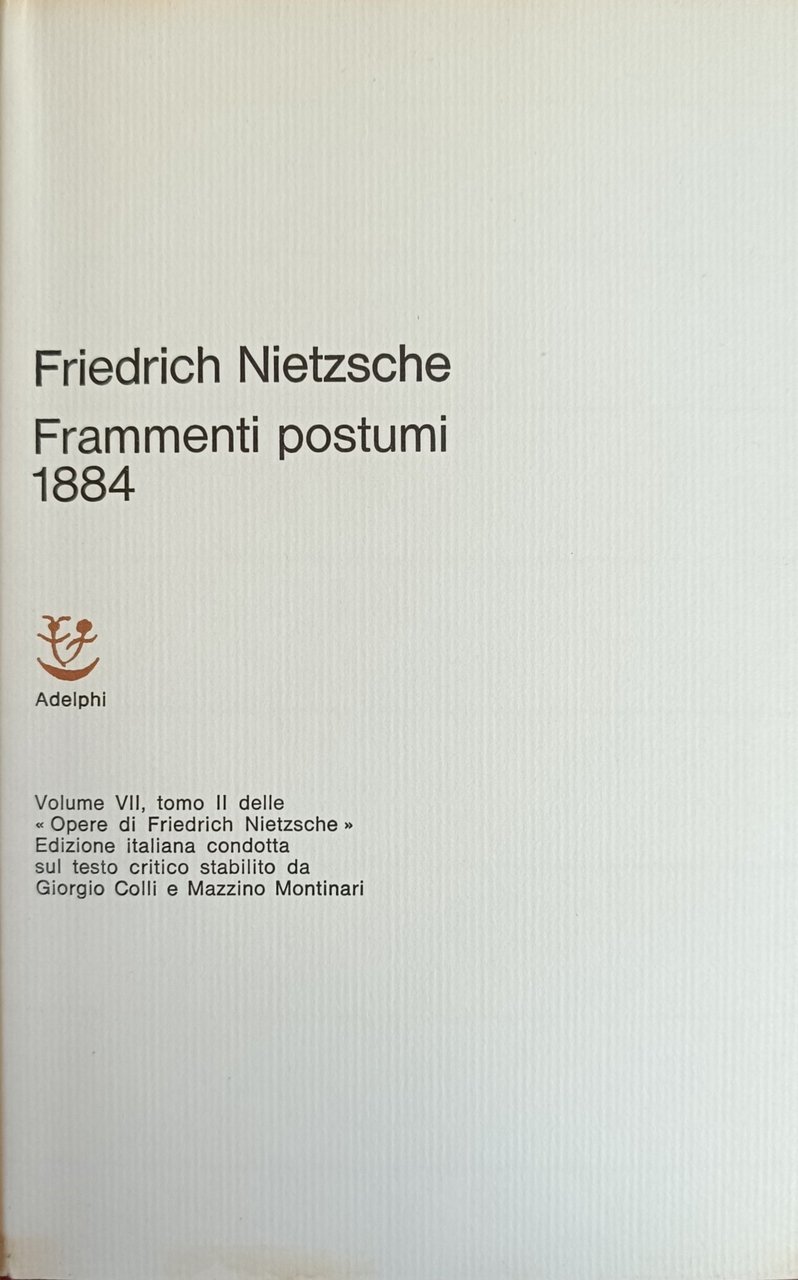 Friedrich Nietzsche
Frammenti postumi
1884
Adelphi
Volume VII, tomo II delle
« Opere di Friedrich Nietzsche »
Edizione italiana condotta
sul testo critico stabilito da
Giorgio Colli e Mazzino Montinari